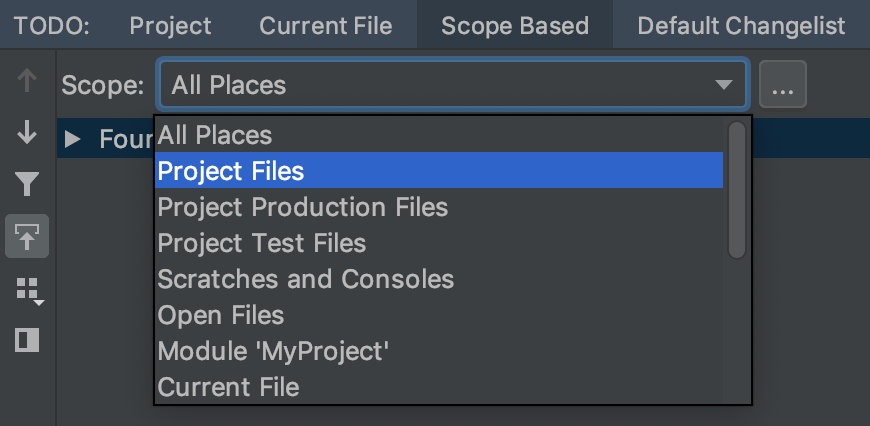 TODO: Project Current File Scope Based Default Changelist
Scope: All Places ...
All Places
Project Files
Project Production Files
Project Test Files
Scratches and Consoles
Open Files
Module 'MyProject'
Current File